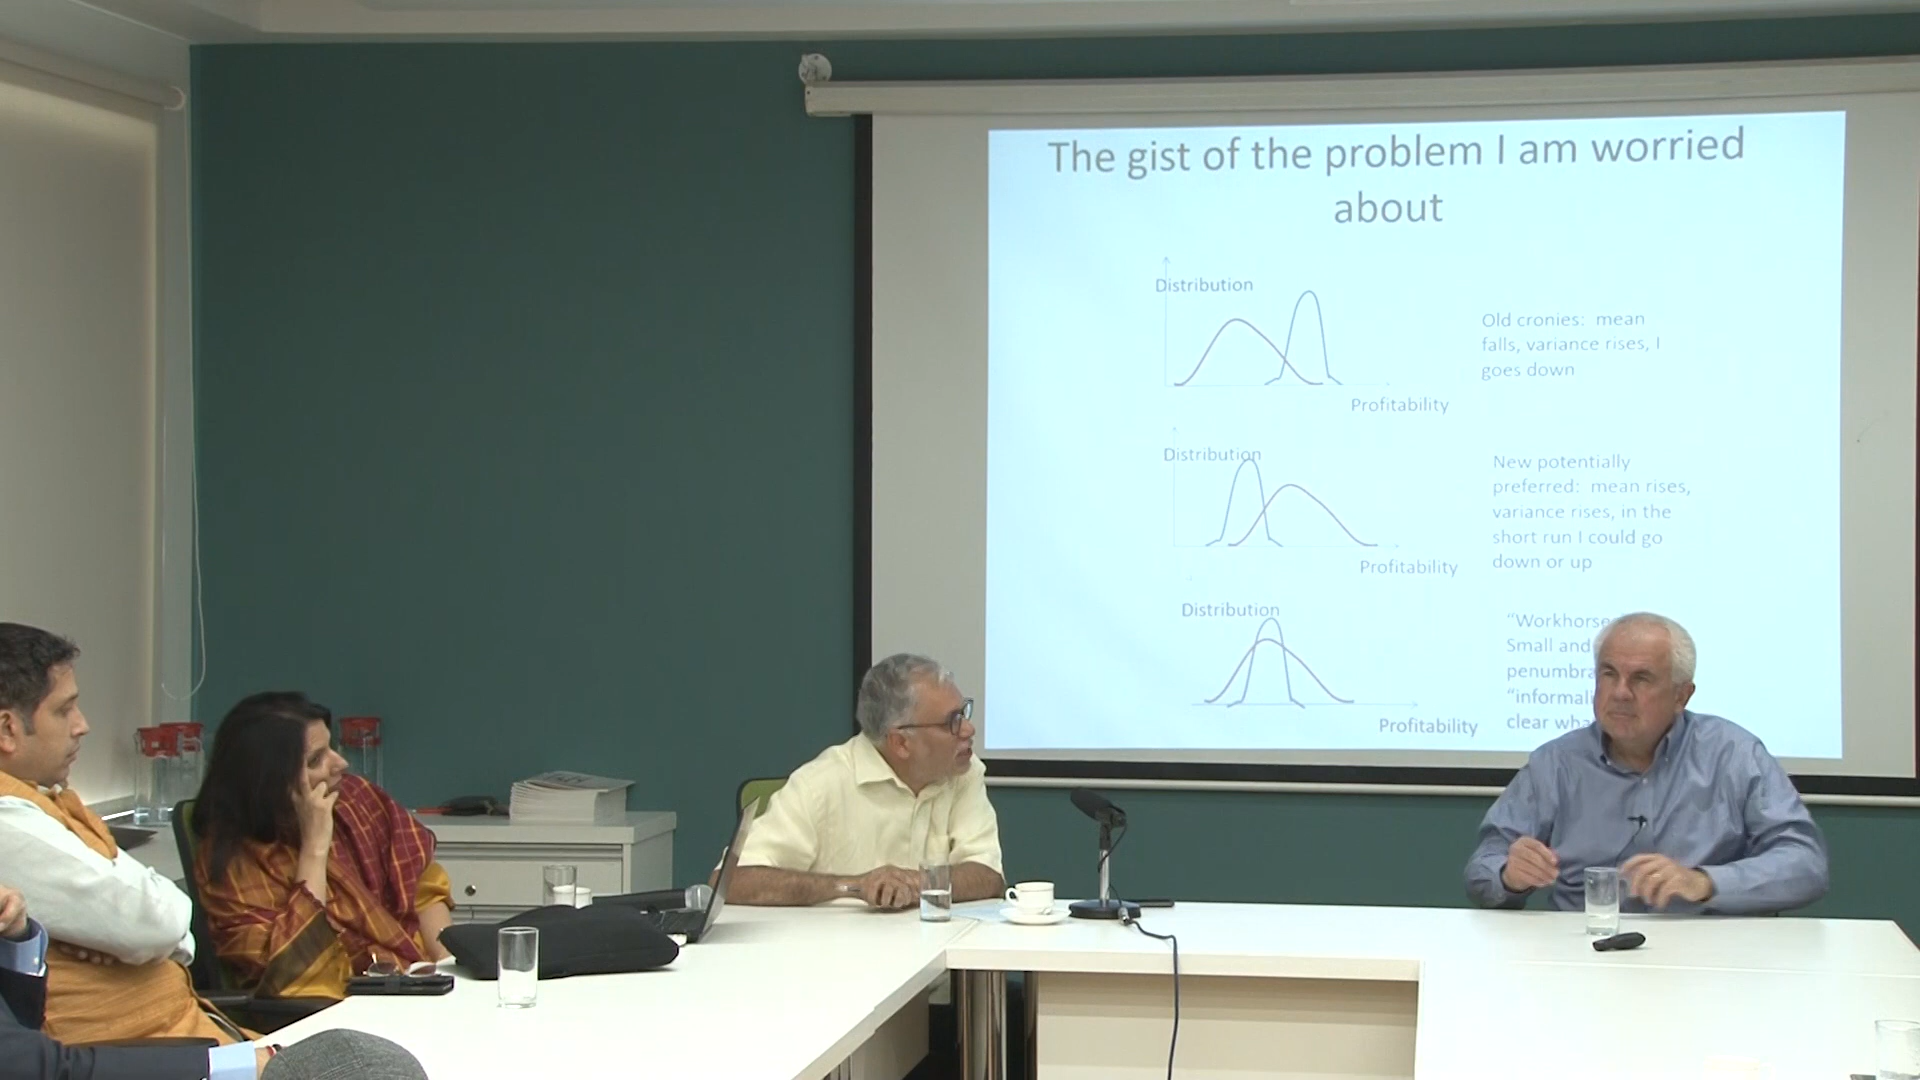 The gist of the problem I am worried
about
Distribution
Old cronies: mean
falls, variance rises, I
goes down
Profitability
Distribution
New potentially
preferred: mean rises,
variance rises, in the
short run I could go
down or up
Profitability
Distribution
“Workhorse
Small and
penumbra
“informali
clear wha
Profitability